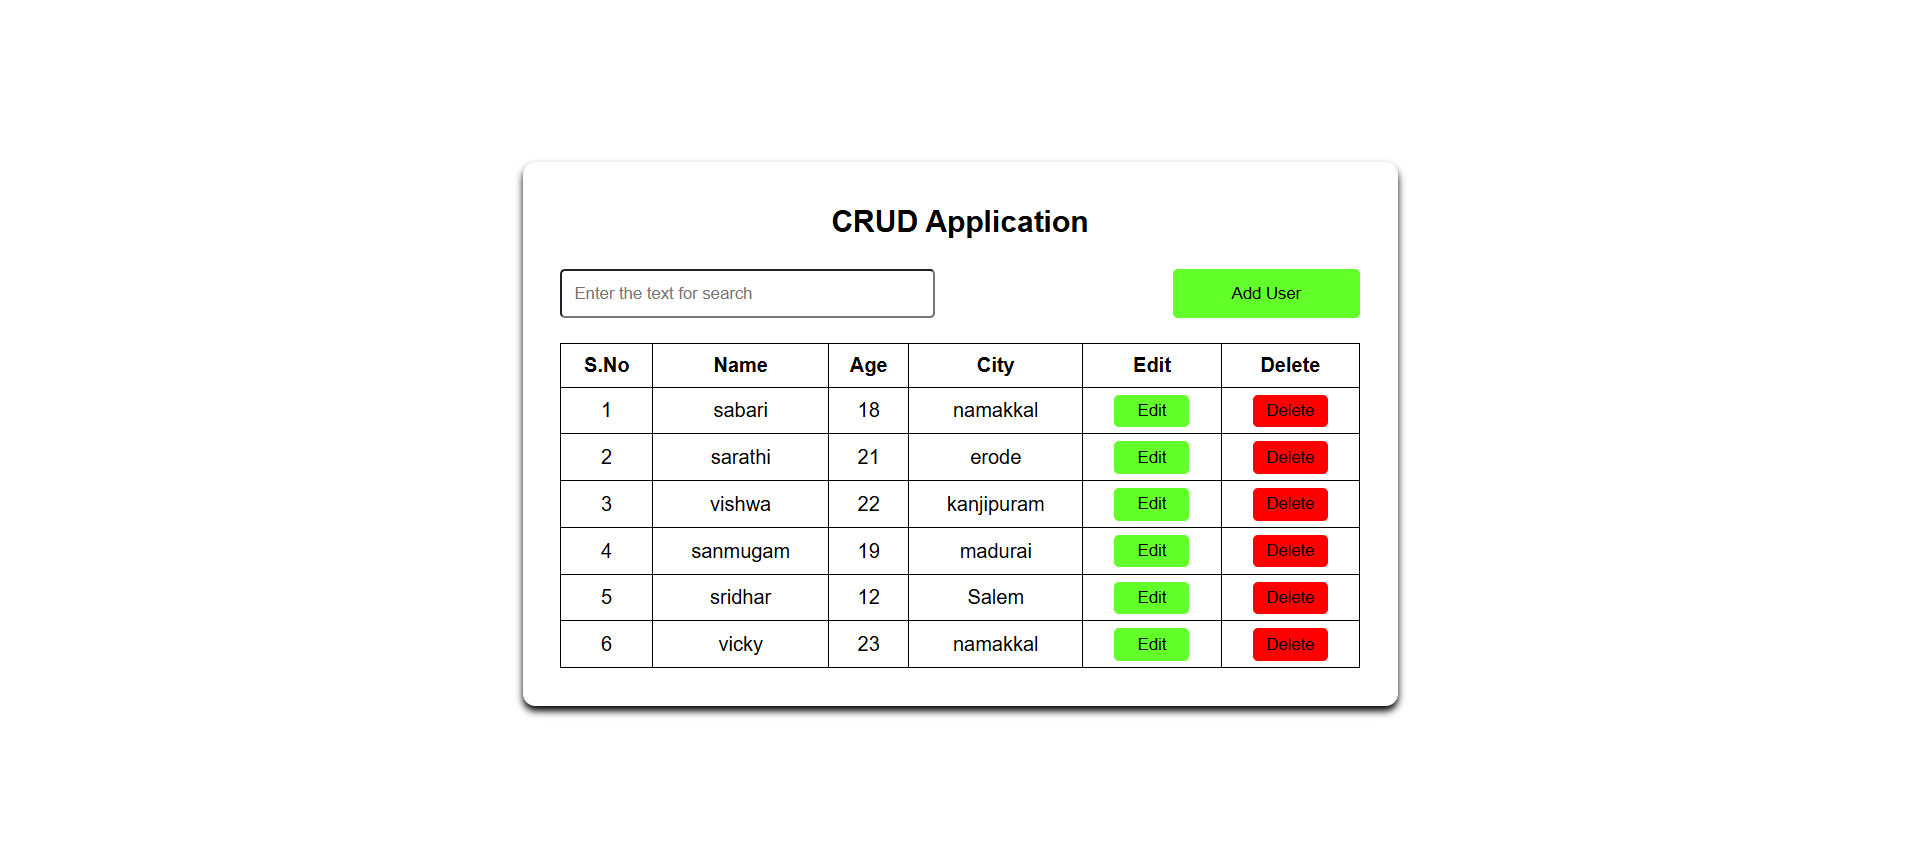 CRUD Application
Enter the text for search Add User
S.No Name Age City Edit Delete
1 sabari 18 namakkal Edit Delete
2 sarathi 21 erode Edit Delete
3 vishwa 22 kanjipuram Edit Delete
4 sanmugam 19 madurai Edit Delete
5 sridhar 12 Salem Edit Delete
6 vicky 23 namakkal Edit Delete